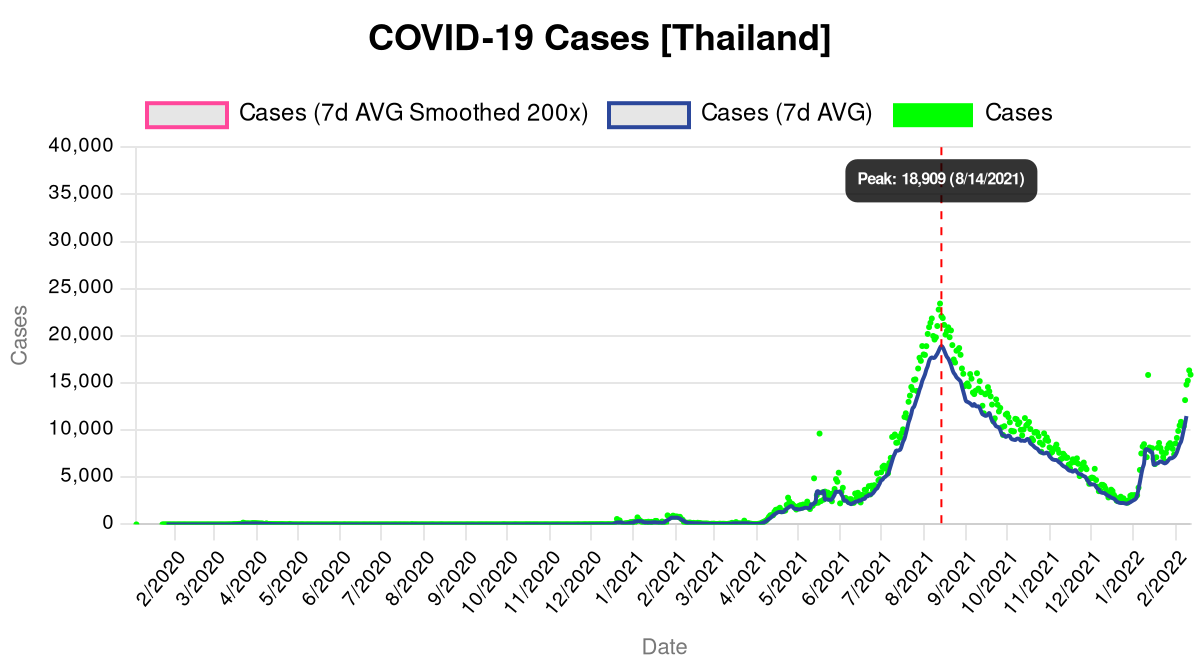 COVID-19 Cases [Thailand]
Cases (7d AVG Smoothed 200x) Cases (7d AVG) Cases
40,000
Peak: 18,909 (8/14/2021)
35,000
30,000
25,000
20,000
15,000
10,000
5,000
0
Cases
2/2020 3/2020 4/2020 5/2020 6/2020 7/2020 8/2020 9/2020 10/2020 11/2020 12/2020 1/2021 2/2021 3/2021 4/2021 5/2021 6/2021 7/2021 8/2021 9/2021 10/2021 11/2021 12/2021 1/2022 2/2022
Date